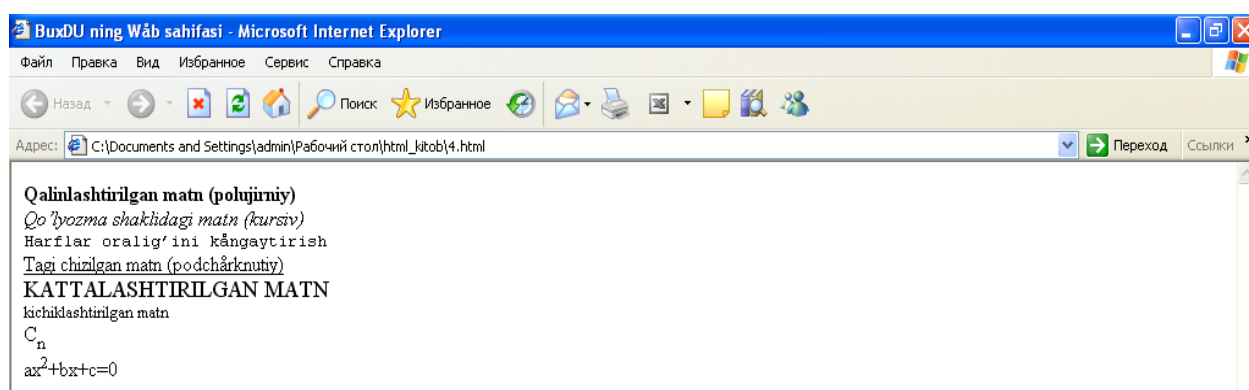 BuxDU ning Wåb sahifasi - Microsoft Internet Explorer
Файл Правка Вид Избранное Сервис Справка
Назад Поиск Избранное
Адрес: C:\Documents and Settings\admin\Рабочий стол\html_kitob\4.html Переход Ссылки »
Qalinlashtirilgan matn (polujirniy)
Qo'lyozma shaklidagi matn (kursiv)
Harflar oralig’ini kångaytirish
Tagi chizilgan matn (podchårknutiy)
KATTALASHTIRILGAN MATN
kichiklashtirilgan matn
Cₙ
ax²+bx+c=0